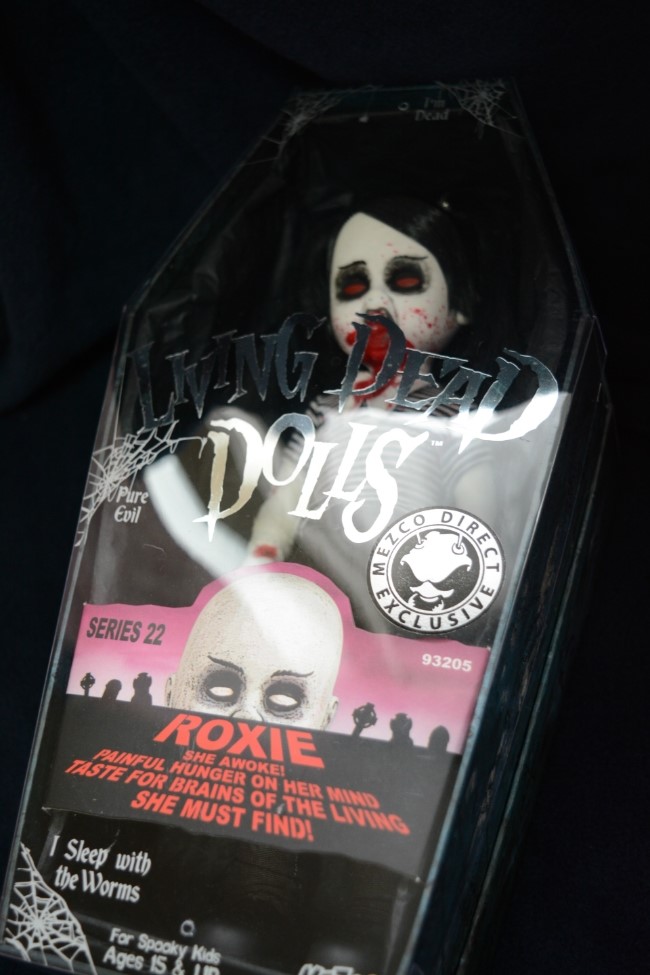 I'm
Dead
LIVING DEAD
DOLLS™
Pure
Evil
MEZCO DIRECT
EXCLUSIVE
SERIES 22
93205
ROXIE
SHE AWOKE!
PAINFUL HUNGER ON HER MIND
TASTE FOR BRAINS OF THE LIVING
SHE MUST FIND!
I Sleep with
the Worms
For Spooky Kids
Ages 15 & UP